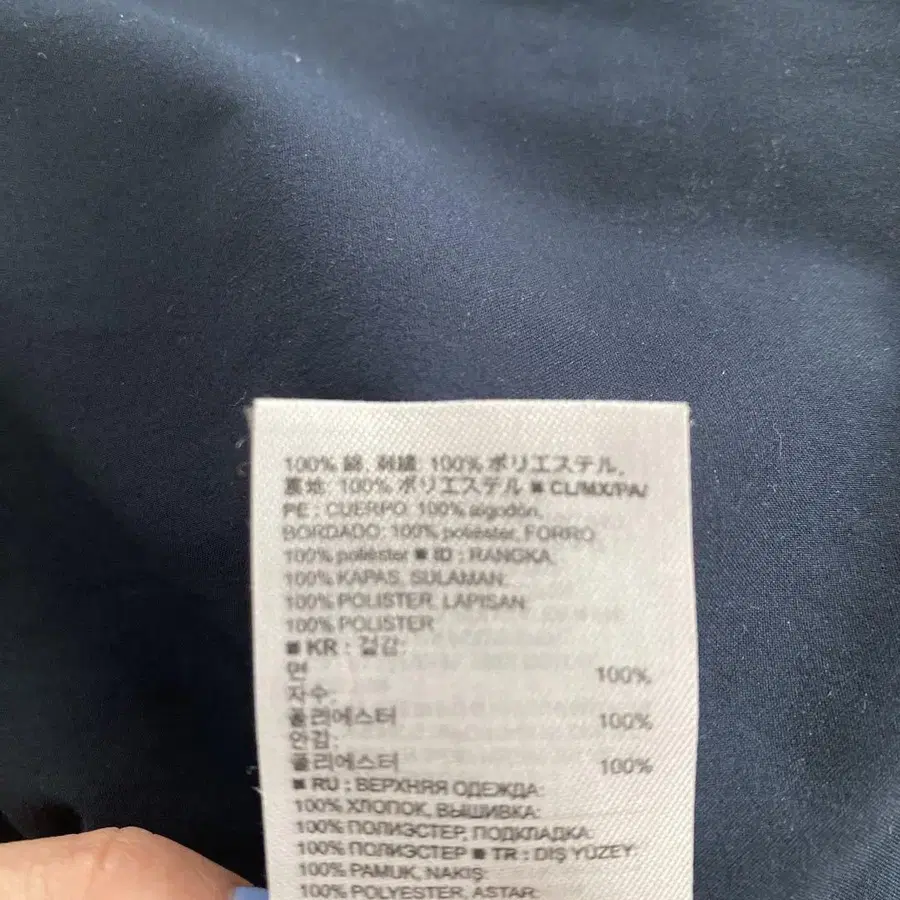 100% 綿, 刺繍: 100% ポリエステル,
裏地: 100% ポリエステル ■ CL/MX/PA/
PE : CUERPO: 100% algodón,
BORDADO: 100% poliéster, FORRO:
100% poliéster ■ ID : RANGKA:
100% KAPAS, SULAMAN:
100% POLISTER, LAPISAN:
100% POLISTER
■ KR : 겉감:
면 100%,
자수:
폴리에스터 100%
안감:
폴리에스터 100%
■ RU : ВЕРХНЯЯ ОДЕЖДА:
100% ХЛОПОК, ВЫШИВКА:
100% ПОЛИЭСТЕР, ПОДКЛАДКА:
100% ПОЛИЭСТЕР ■ TR : DIŞ YÜZEY:
100% PAMUK, NAKIŞ:
100% POLYESTER, ASTAR: